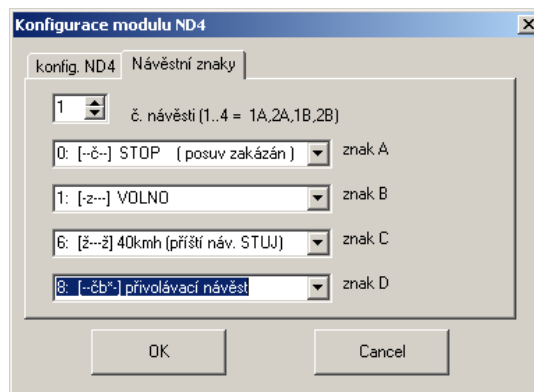 Konfigurace modulu ND4
konfig. ND4 Návěstní znaky
1 č. návěsti (1..4 = 1A,2A,1B,2B)
0: [--č--] STOP ( posuv zakázán ) znak A
1: [-z---] VOLNO znak B
6: [ž---ž] 40kmh (příští náv. STUJ) znak C
8: [--čb*-] přivolávací návěst znak D
OK Cancel